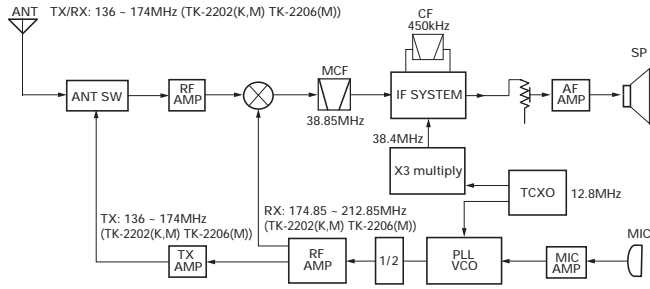 ANT TX/RX: 136 ~ 174MHz (TK-2202(K,M) TK-2206(M))
CF
450kHz
SP
MCF
ANT SW
RF
AMP
IF SYSTEM
AF
AMP
38.85MHz
38.4MHz
X3 multiply
TCXO
12.8MHz
TX: 136 ~ 174MHz
(TK-2202(K,M) TK-2206(M))
RX: 174.85 ~ 212.85MHz
(TK-2202(K,M) TK-2206(M))
MIC
TX
AMP
RF
AMP
1/2
PLL
VCO
MIC
AMP